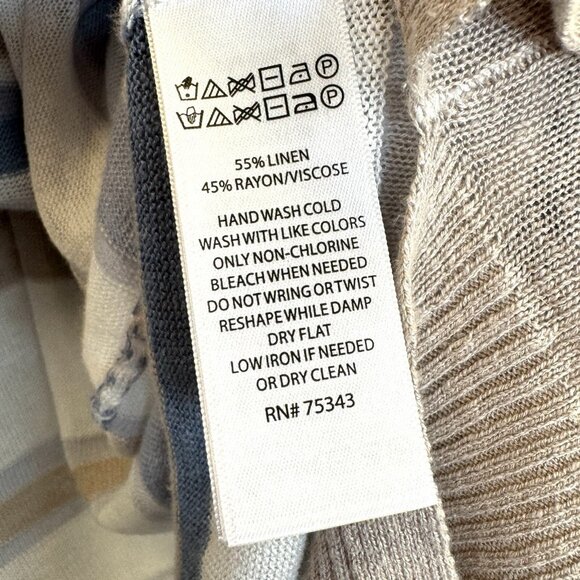 P
P
55% LINEN
45% RAYON/VISCOSE
HAND WASH COLD
WASH WITH LIKE COLORS
ONLY NON-CHLORINE
BLEACH WHEN NEEDED
DO NOT WRING OR TWIST
RESHAPE WHILE DAMP
DRY FLAT
LOW IRON IF NEEDED
OR DRY CLEAN
RN# 75343